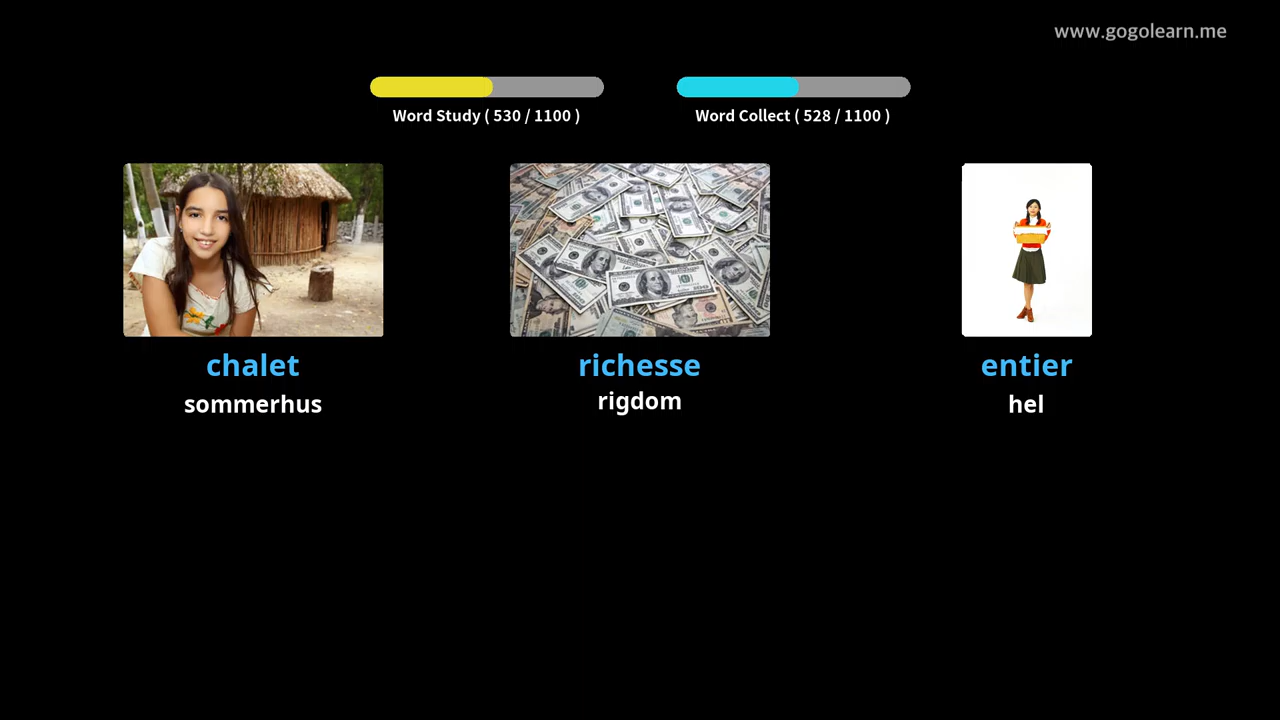 www.gogolearn.me
Word Study ( 530 / 1100 )
Word Collect ( 528 / 1100 )
chalet
richesse
entier
sommerhus
rigdom
hel